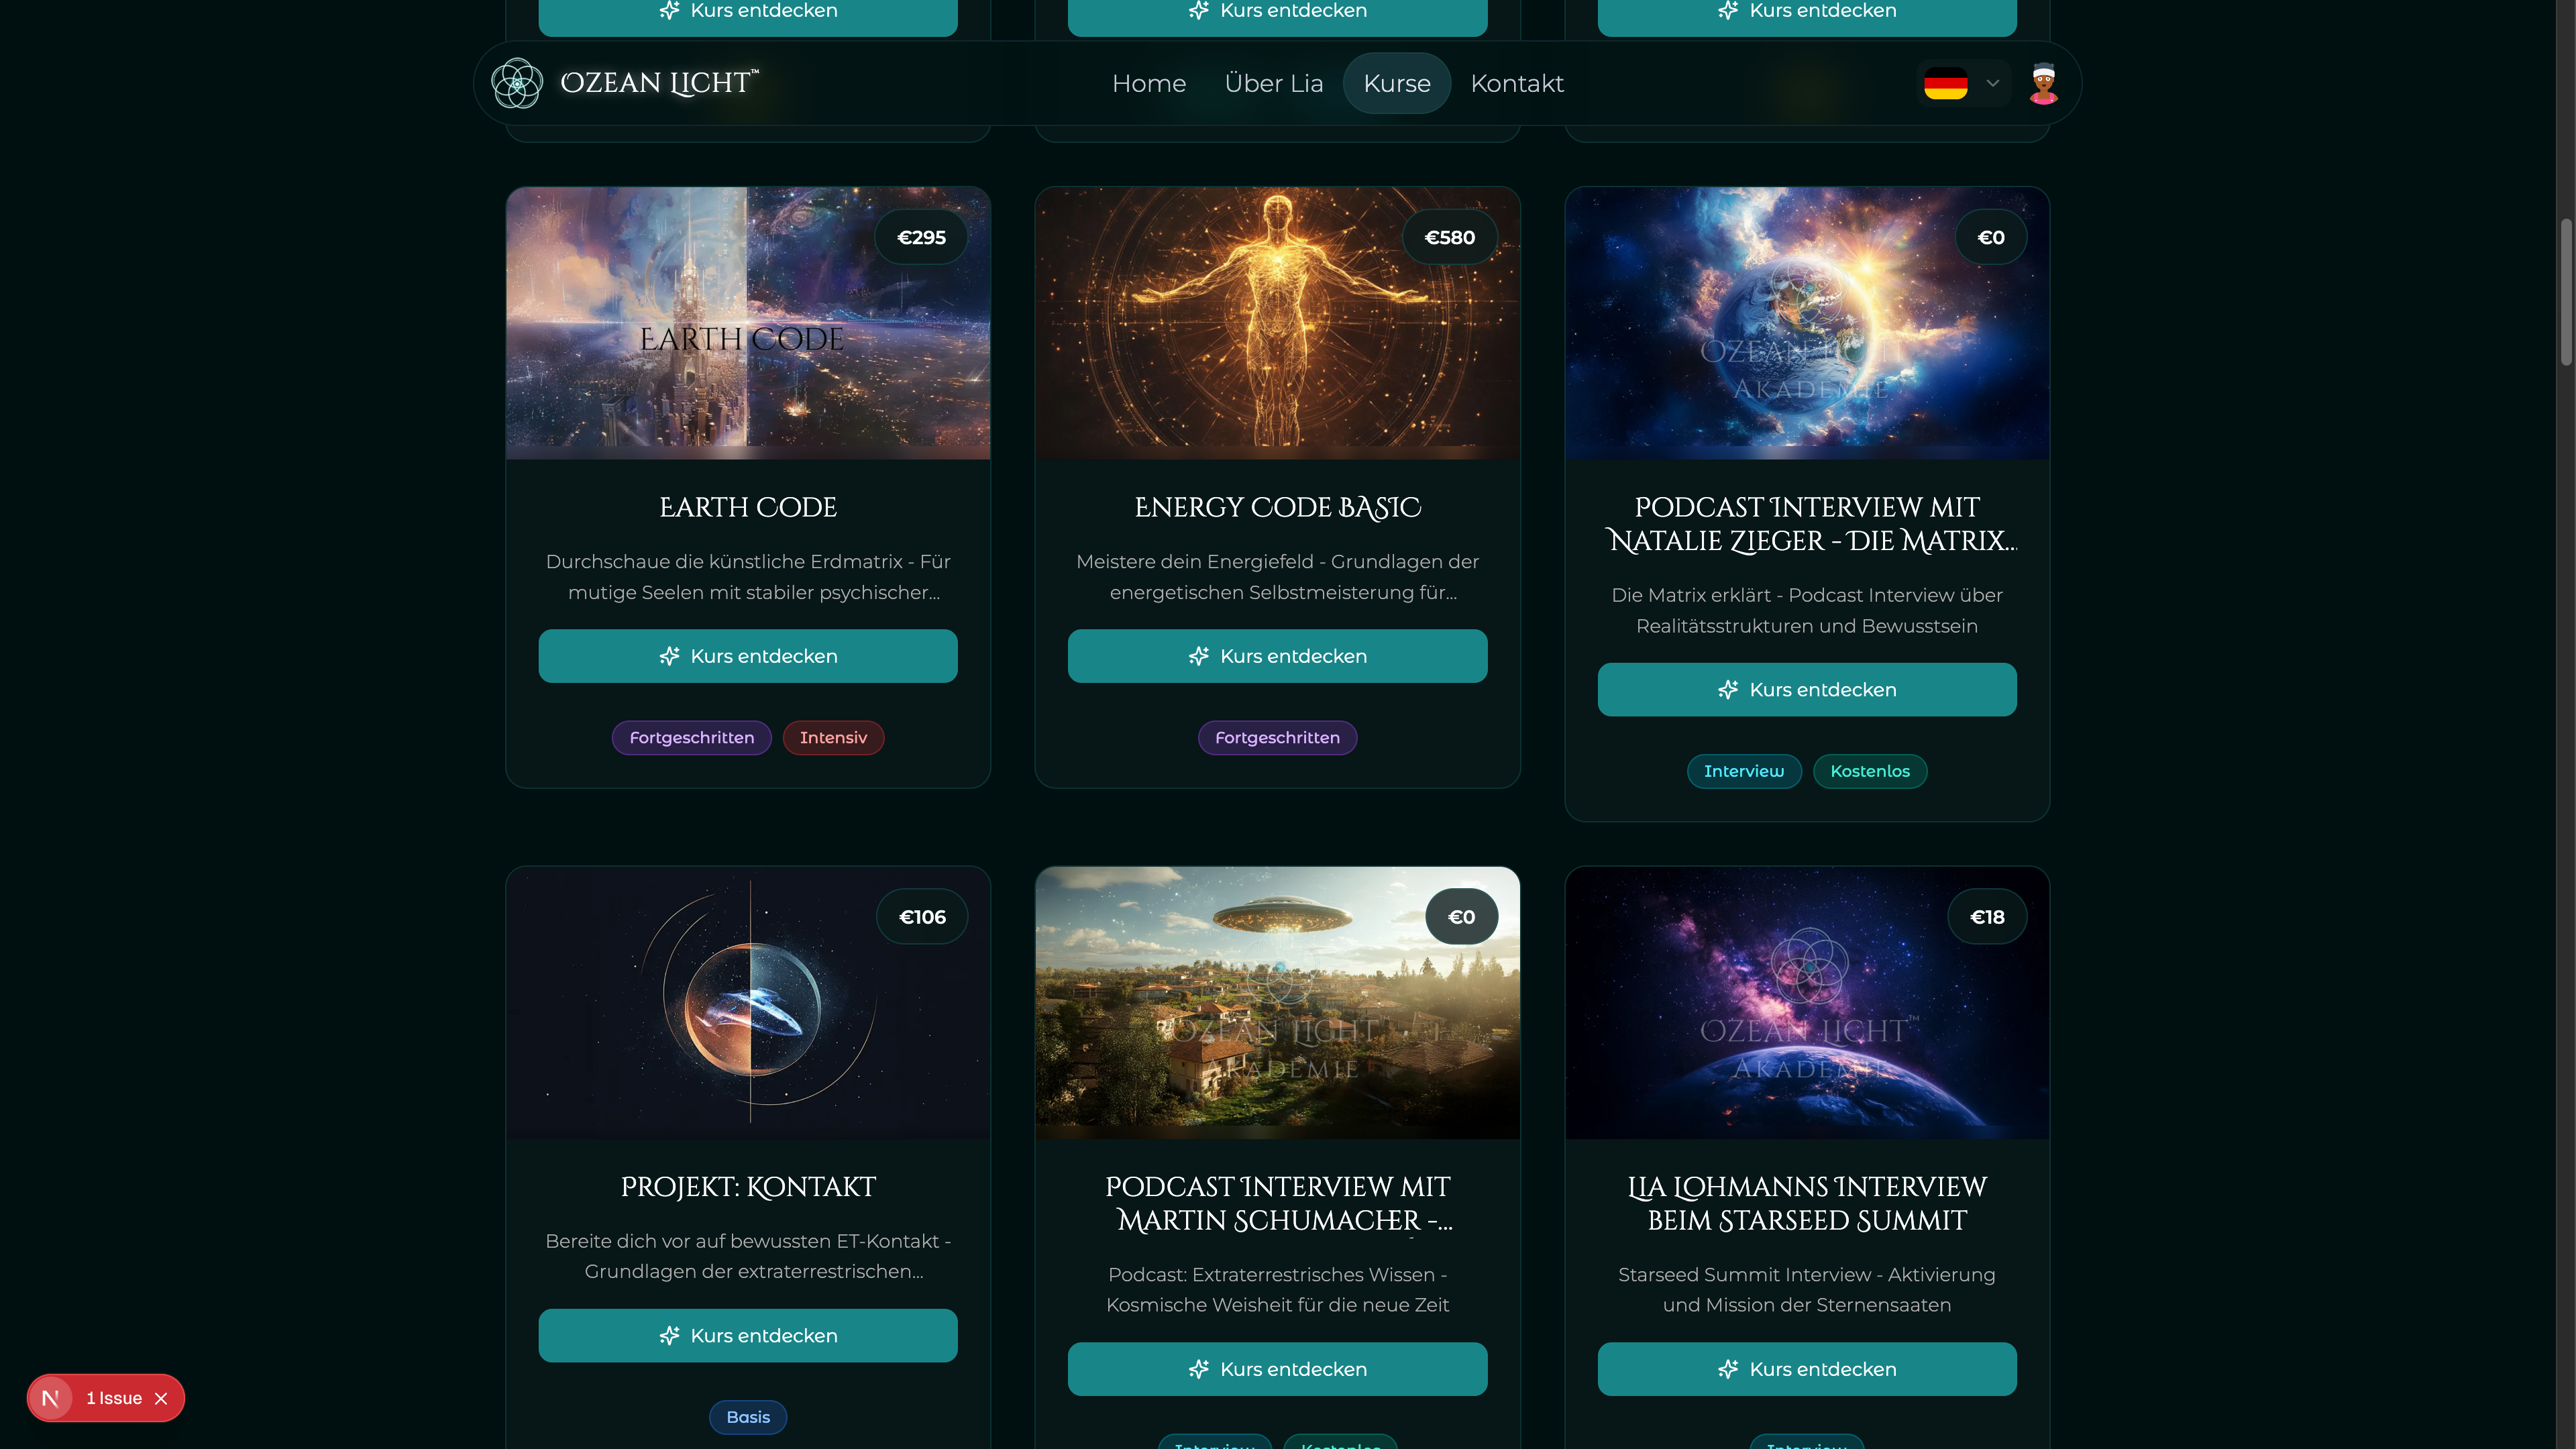 Kurs entdecken
Kurs entdecken
Kurs entdecken
OZEAN LICHT™
Home
Über Lia
Kurse
Kontakt
€295
EARTH CODE
€580
€0
OZEAN LICHT
AKADEMIE
EARTH CODE
Durchschaue die künstliche Erdmatrix - Für
mutige Seelen mit stabiler psychischer...
Kurs entdecken
Fortgeschritten
Intensiv
ENERGY CODE BASIC
Meistere dein Energiefeld - Grundlagen der
energetischen Selbstmeisterung für...
Kurs entdecken
Fortgeschritten
PODCAST INTERVIEW MIT
NATALIE ZIEGER - DIE MATRIX...
Die Matrix erklärt - Podcast Interview über
Realitätsstrukturen und Bewusstsein
Kurs entdecken
Interview
Kostenlos
€106
€0
OZEAN LICHT
AKADEMIE
€18
OZEAN LICHT™
AKADEMIE
PROJEKT: KONTAKT
Bereite dich vor auf bewussten ET-Kontakt -
Grundlagen der extraterrestrischen...
Kurs entdecken
Basis
PODCAST INTERVIEW MIT
MARTIN SCHUMACHER -...
Podcast: Extraterrestrisches Wissen -
Kosmische Weisheit für die neue Zeit
Kurs entdecken
Interview
Kostenlos
LIA LOHMANNS INTERVIEW
BEIM STARSEED SUMMIT
Starseed Summit Interview - Aktivierung
und Mission der Sternensaaten
Kurs entdecken
Interview
N
1 Issue